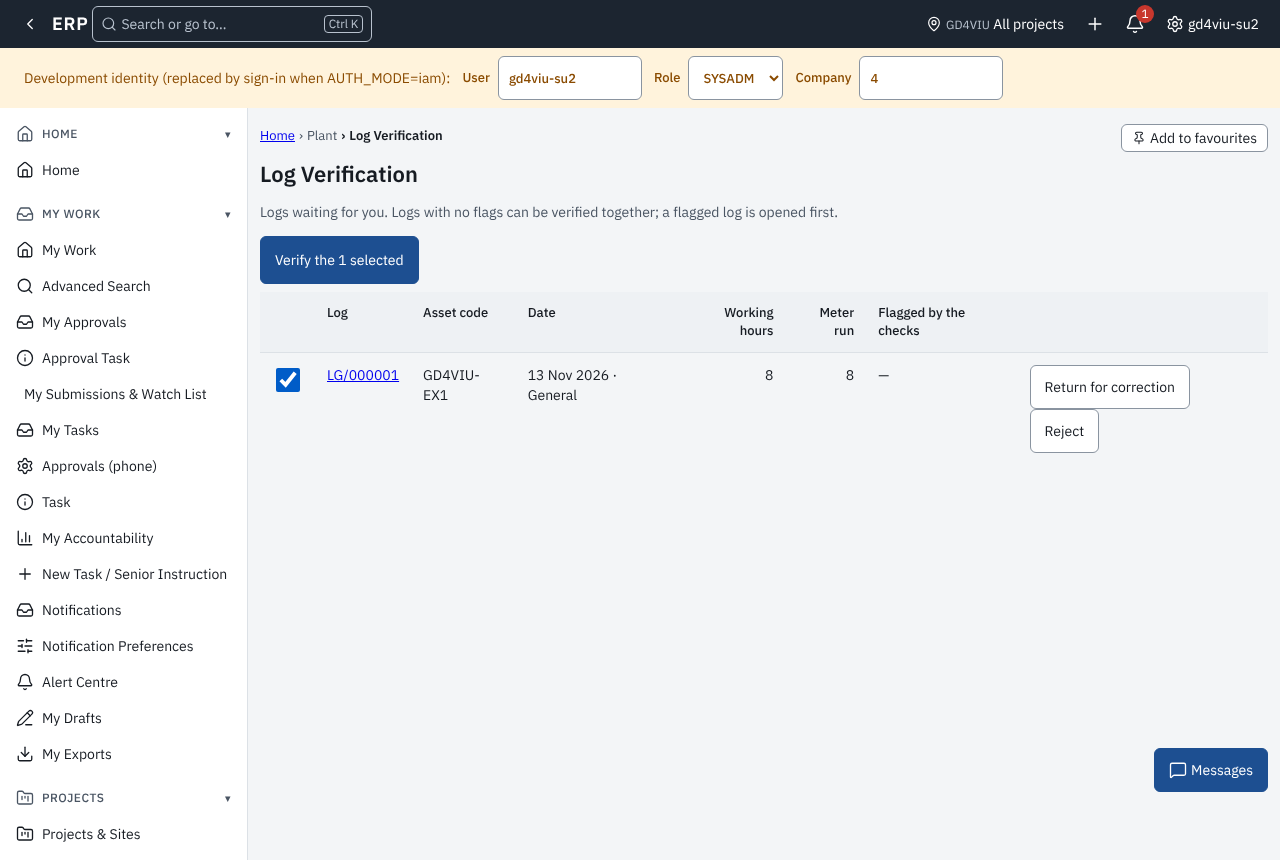 ERP
Search or go to...
Ctrl K
GD4VIU All projects
1
gd4viu-su2
Development identity (replaced by sign-in when AUTH_MODE=iam):
User
gd4viu-su2
Role
SYSADM
Company
4
HOME
Home
MY WORK
My Work
Advanced Search
My Approvals
Approval Task
My Submissions & Watch List
My Tasks
Approvals (phone)
Task
My Accountability
New Task / Senior Instruction
Notifications
Notification Preferences
Alert Centre
My Drafts
My Exports
PROJECTS
Projects & Sites
Home › Plant › Log Verification
Add to favourites
Log Verification
Logs waiting for you. Logs with no flags can be verified together; a flagged log is opened first.
Verify the 1 selected
Log
Asset code
Date
Working
hours
Meter
run
Flagged by the
checks
LG/000001
GD4VIU-
EX1
13 Nov 2026 ·
General
8
8
—
Return for correction
Reject
Messages